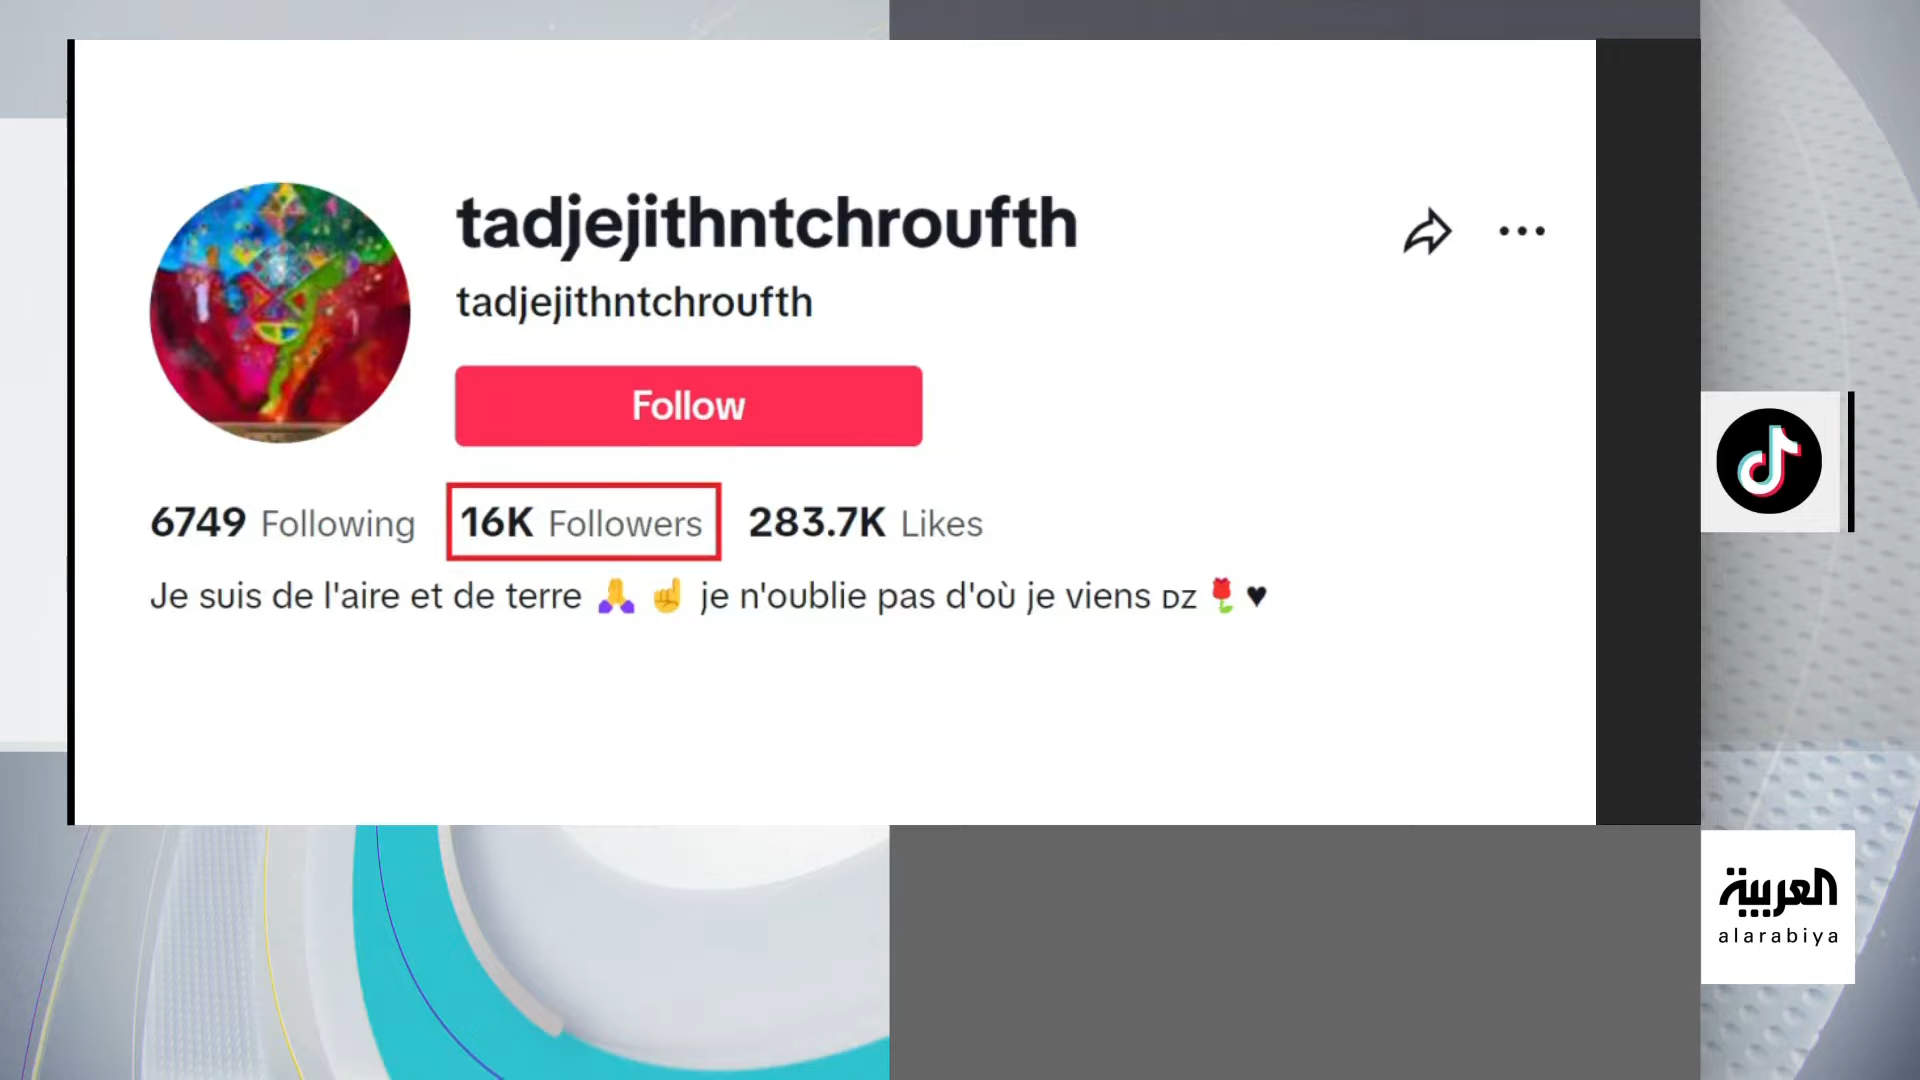 tadjejithntchroufth
tadjejithntchroufth
Follow
6749 Following 16K Followers 283.7K Likes
Je suis de l'aire et de terre 🙏 ☝️ je n'oublie pas d'où je viens DZ 🌹 ♥
العربية
alarabiya